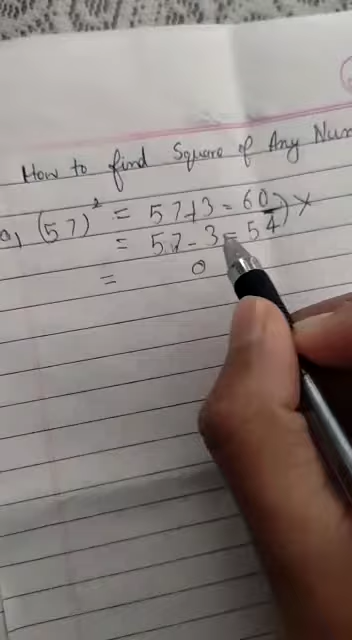 How to find Square of Any Num
(57)² = 57+3 = 60) ×
= 57-3 = 54
= 0